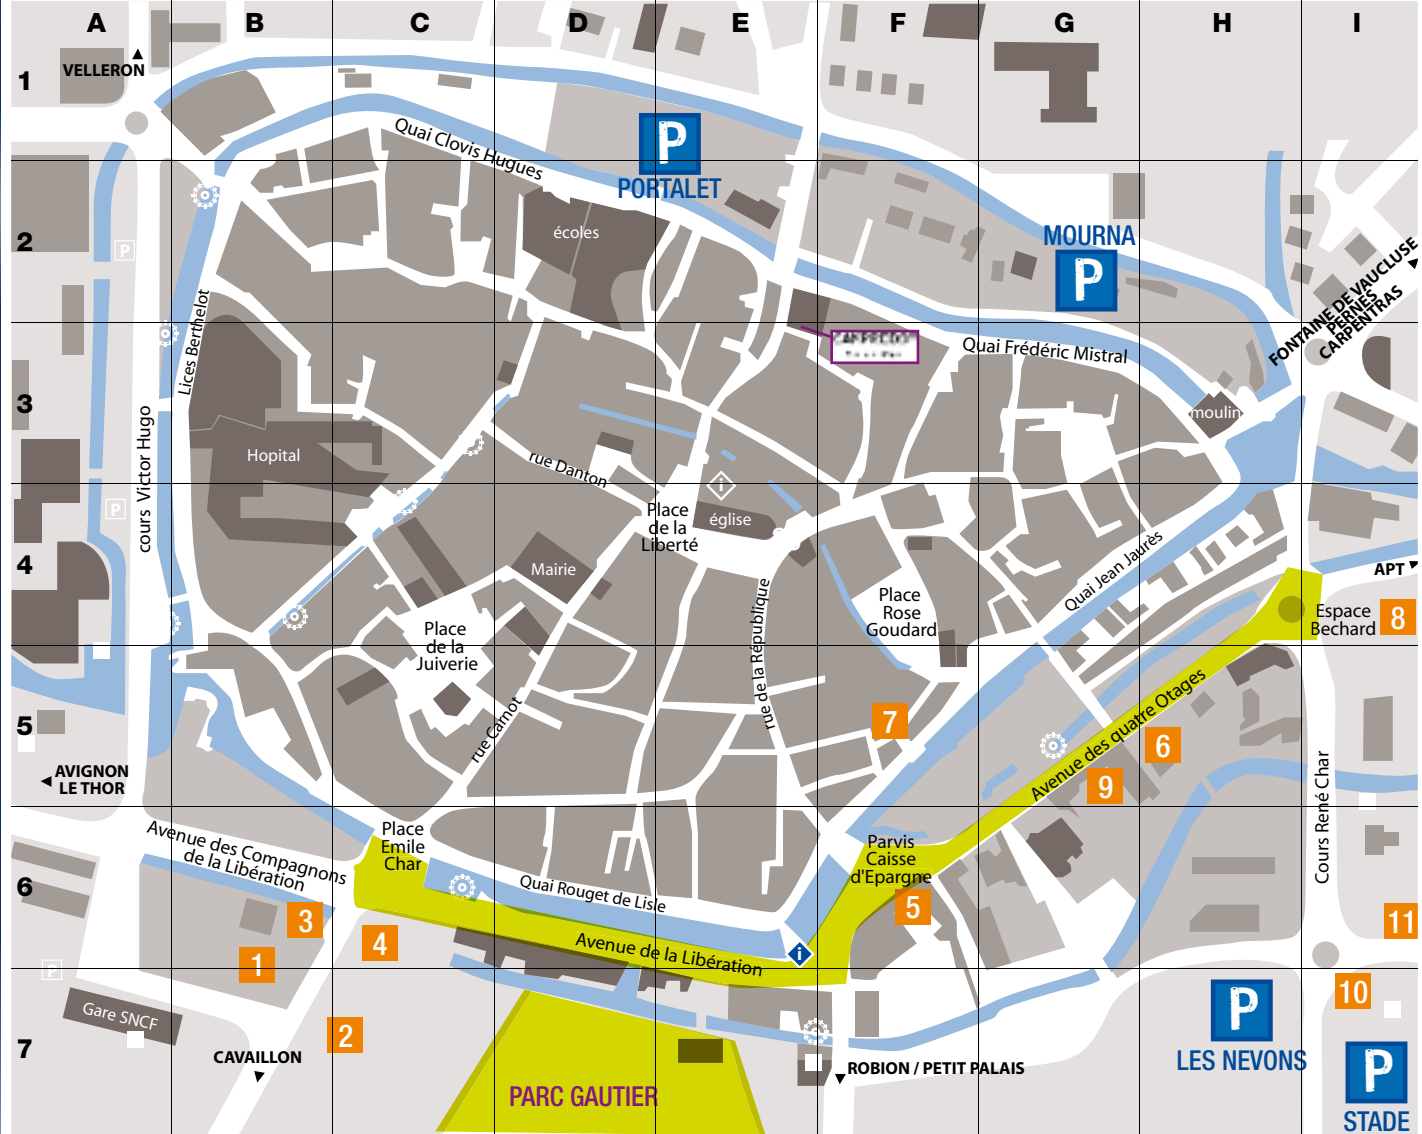 A B C D E F G H I
1
2
3
4
5
6
7
VELLERON
Quai Clovis Hugues
P
PORTALET
écoles
P
MOURNA
P
FONTAINE DE VAUCLUSE
PERNES
CARPENTRAS
Lices Berthelot
Quai Frédéric Mistral
moulin
cours Victor Hugo
Hopital
rue Danton
P
i
Place
de la
Liberté
église
Mairie
Quai Jean Jaurès
APT
Place
Rose
Goudard
Espace
Bechard
8
Place
de la
Juiverie
rue de la République
rue Carnot
7
Avenue des quatre Otages
6
9
AVIGNON
LE THOR
Cours René Char
Avenue des Compagnons
de la Libération
Place
Emile
Char
Parvis
Caisse
d'Epargne
Quai Rouget de Lisle
5
3
4
11
Avenue de la Libération
i
1
P
10
P
LES NEVONS
Gare SNCF
2
CAVAILLON
ROBION / PETIT PALAIS
PARC GAUTIER
P
STADE